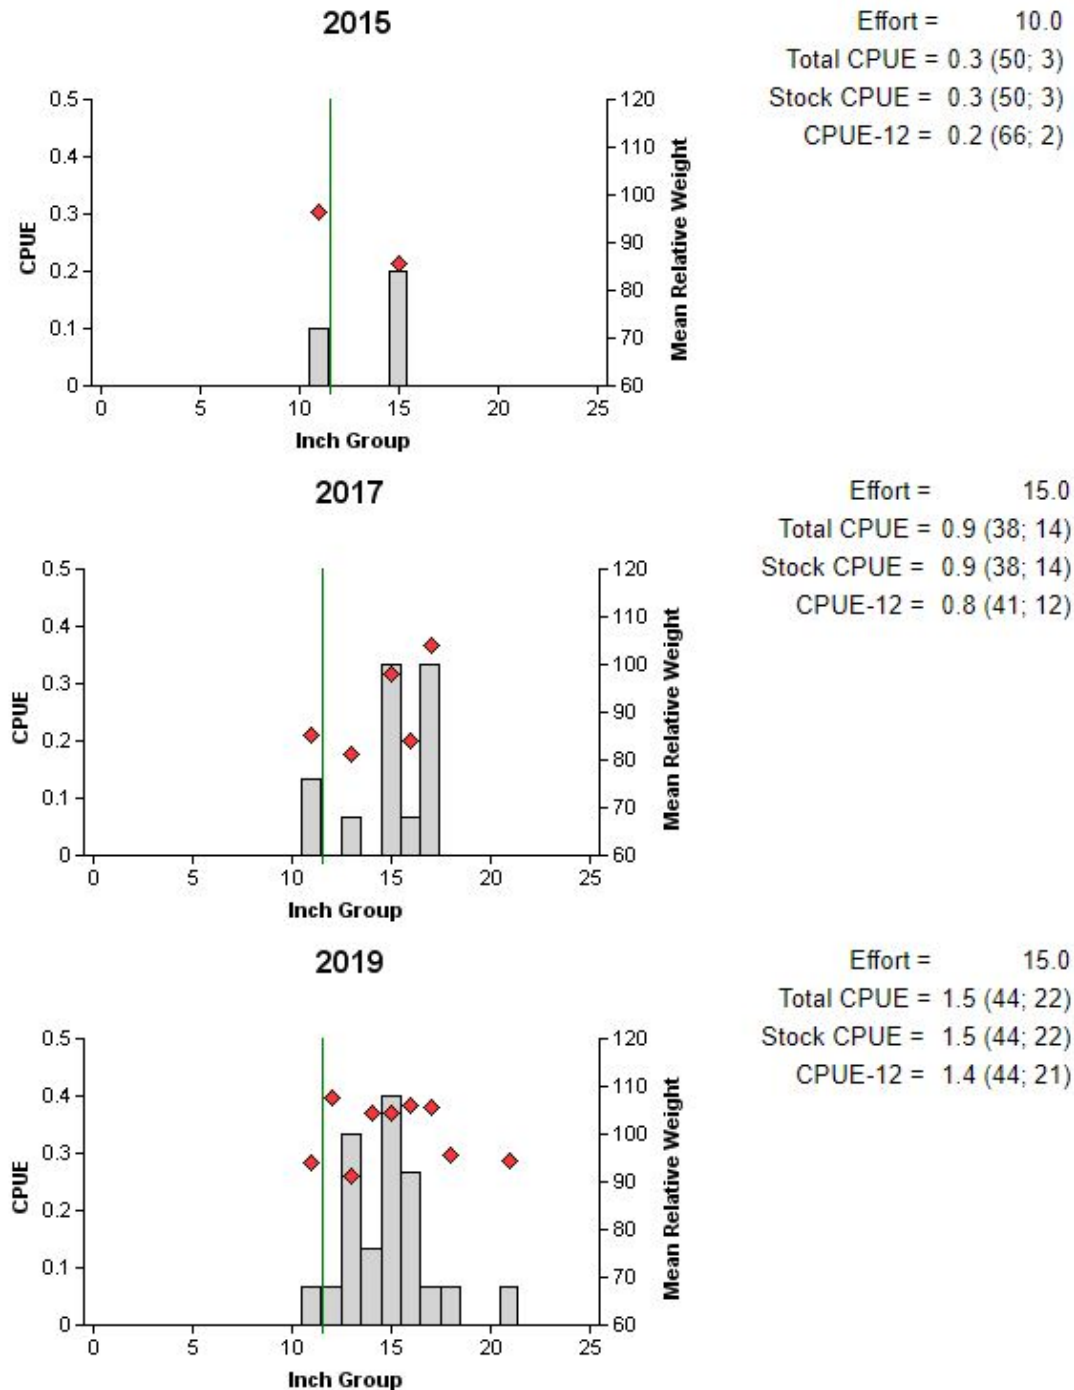 2015
Effort = 10.0
Total CPUE = 0.3 (50; 3)
Stock CPUE = 0.3 (50; 3)
CPUE-12 = 0.2 (66; 2)
0.5
0.4
0.3
0.2
0.1
0
CPUE
120
110
100
90
80
70
60
Mean Relative Weight
0 5 10 15 20 25
Inch Group
2017
Effort = 15.0
Total CPUE = 0.9 (38; 14)
Stock CPUE = 0.9 (38; 14)
CPUE-12 = 0.8 (41; 12)
0.5
0.4
0.3
0.2
0.1
0
CPUE
120
110
100
90
80
70
60
Mean Relative Weight
0 5 10 15 20 25
Inch Group
2019
Effort = 15.0
Total CPUE = 1.5 (44; 22)
Stock CPUE = 1.5 (44; 22)
CPUE-12 = 1.4 (44; 21)
0.5
0.4
0.3
0.2
0.1
0
CPUE
120
110
100
90
80
70
60
Mean Relative Weight
0 5 10 15 20 25
Inch Group